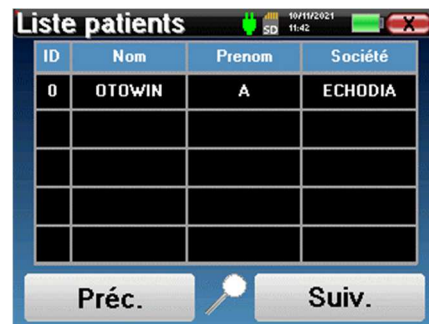 Liste patients SD 10/11/2021 11:42 X
ID Nom Prenom Société
0 OTOWIN A ECHODIA
Préc. Suiv.